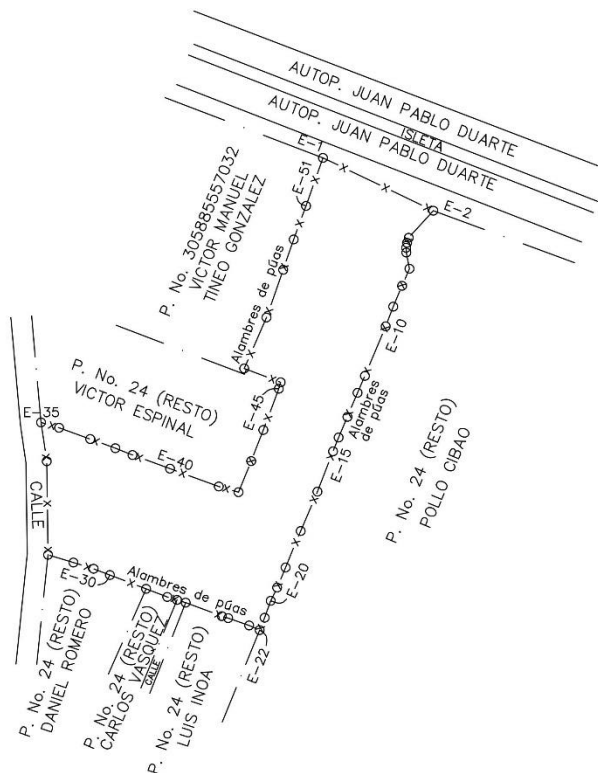 AUTOP. JUAN PABLO DUARTE
ISLETA
AUTOP. JUAN PABLO DUARTE
E-1
E-2
E-51
P. No. 305885557032
VICTOR MANUEL
TINEO GONZALEZ
Alambres de púas
E-10
P. No. 24 (RESTO)
VICTOR ESPINAL
E-45
E-35
E-40
Alambres
de púas
E-15
P. No. 24 (RESTO)
POLLO CIBAO
CALLE
E-30
Alambres de púas
E-20
E-22
P. No. 24 (RESTO)
DANIEL ROMERO
P. No. 24 (RESTO)
CARLOS VASQUEZ
CALLE
P. No. 24 (RESTO)
LUIS INOA